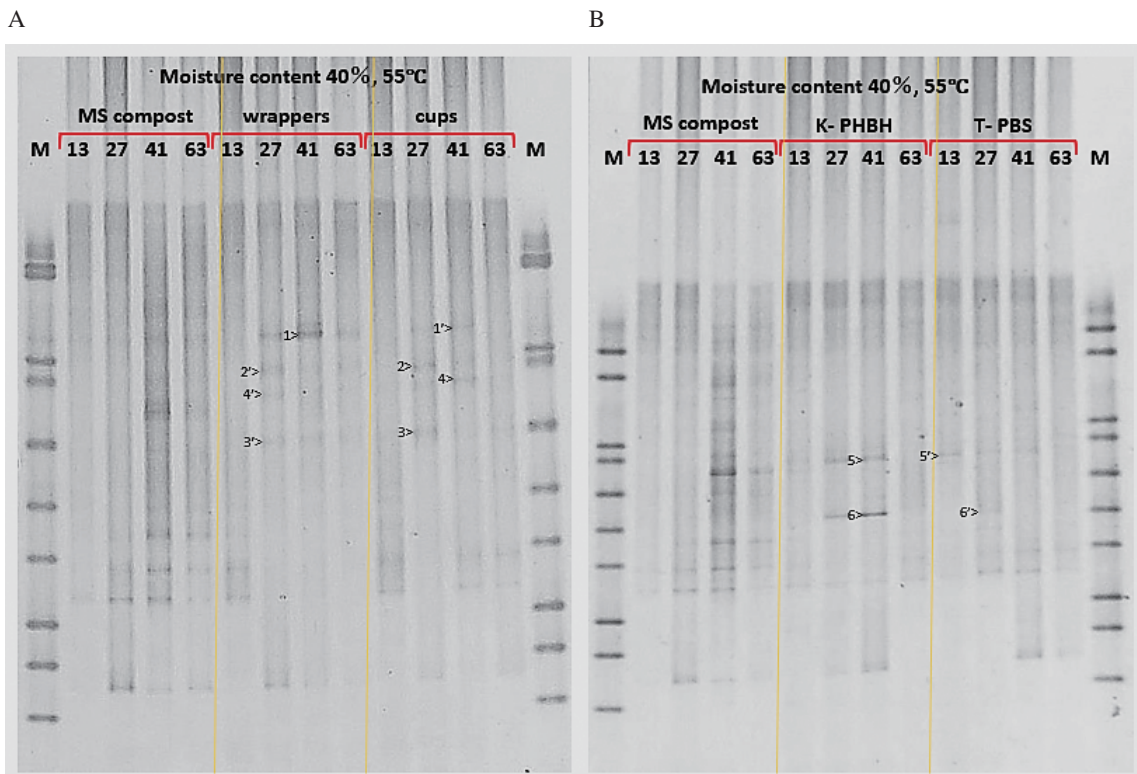 A
Moisture content 40%, 55℃
MS compost wrappers cups
M 13 27 41 63 13 27 41 63 13 27 41 63 M
1> 1'>
2'> 2>
4'> 4>
3'> 3>
B
Moisture content 40%, 55℃
MS compost K- PHBH T- PBS
M 13 27 41 63 13 27 41 63 13 27 41 63 M
5> 5'>
6> 6'>